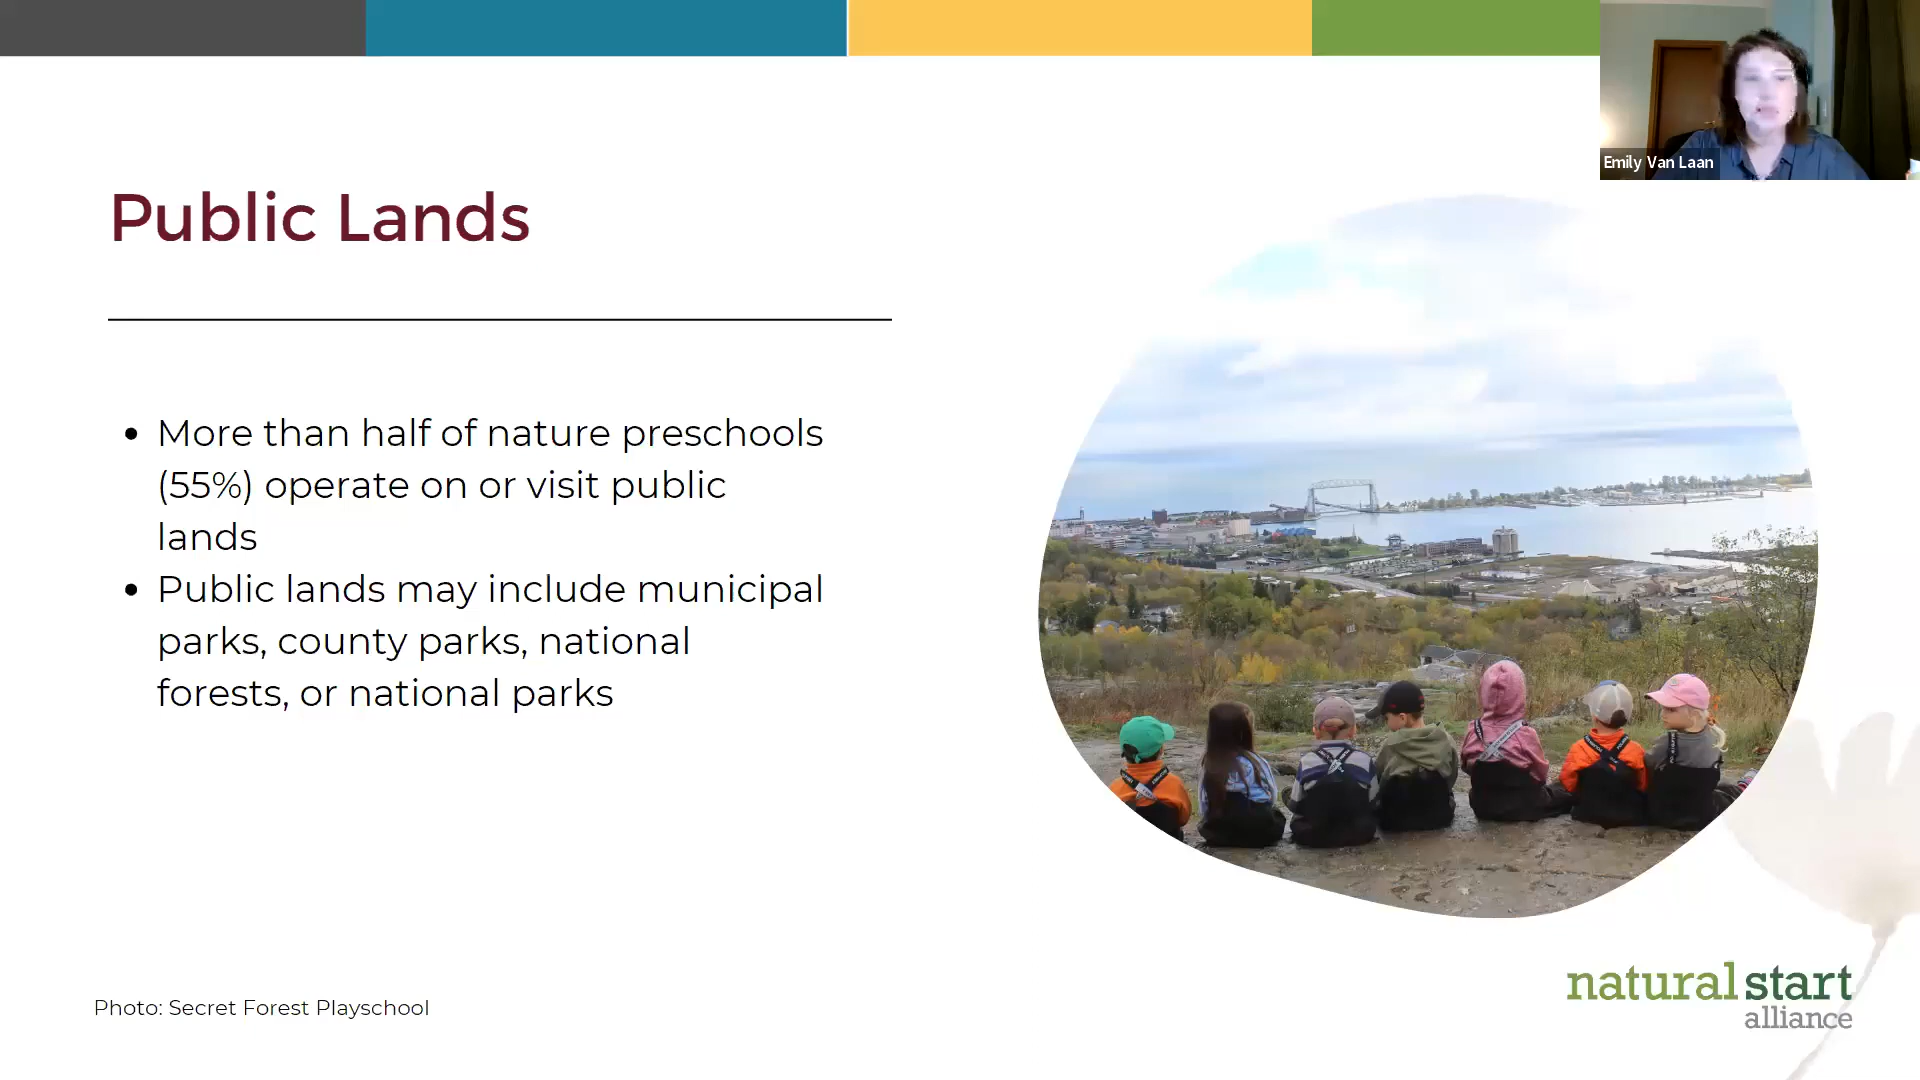 Emily Van Laan
Public Lands
• More than half of nature preschools
(55%) operate on or visit public
lands
• Public lands may include municipal
parks, county parks, national
forests, or national parks
Photo: Secret Forest Playschool
natural start
alliance